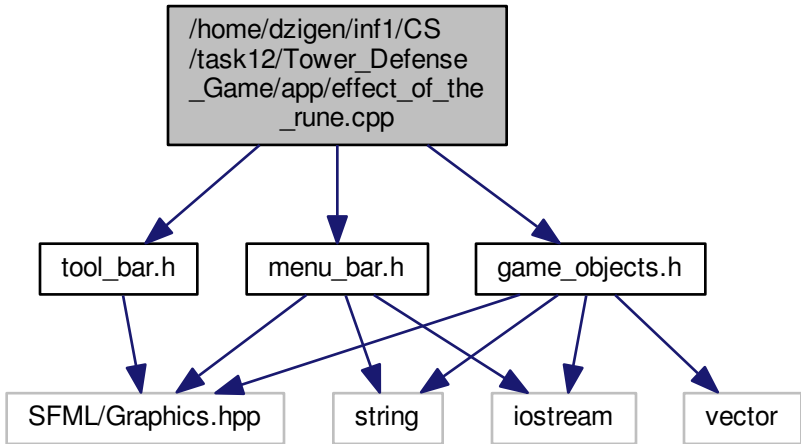 /home/dzigen/inf1/CS
/task12/Tower_Defense
_Game/app/effect_of_the
_rune.cpp
tool_bar.h
menu_bar.h
game_objects.h
SFML/Graphics.hpp
string
iostream
vector